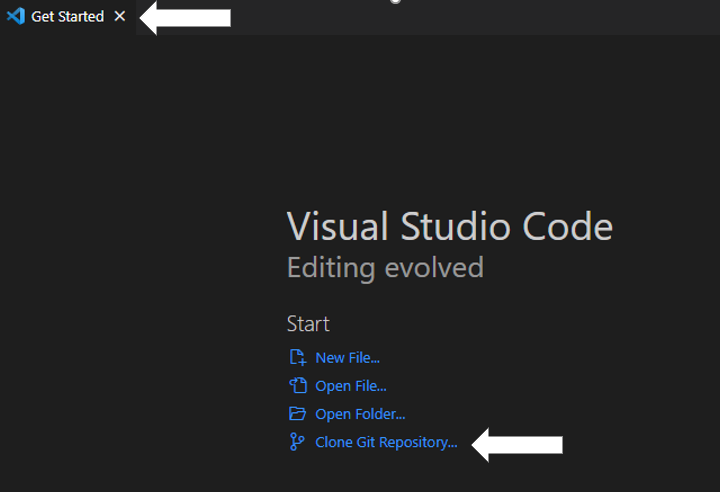 Get Started
Visual Studio Code
Editing evolved
Start
New File...
Open File...
Open Folder...
Clone Git Repository...